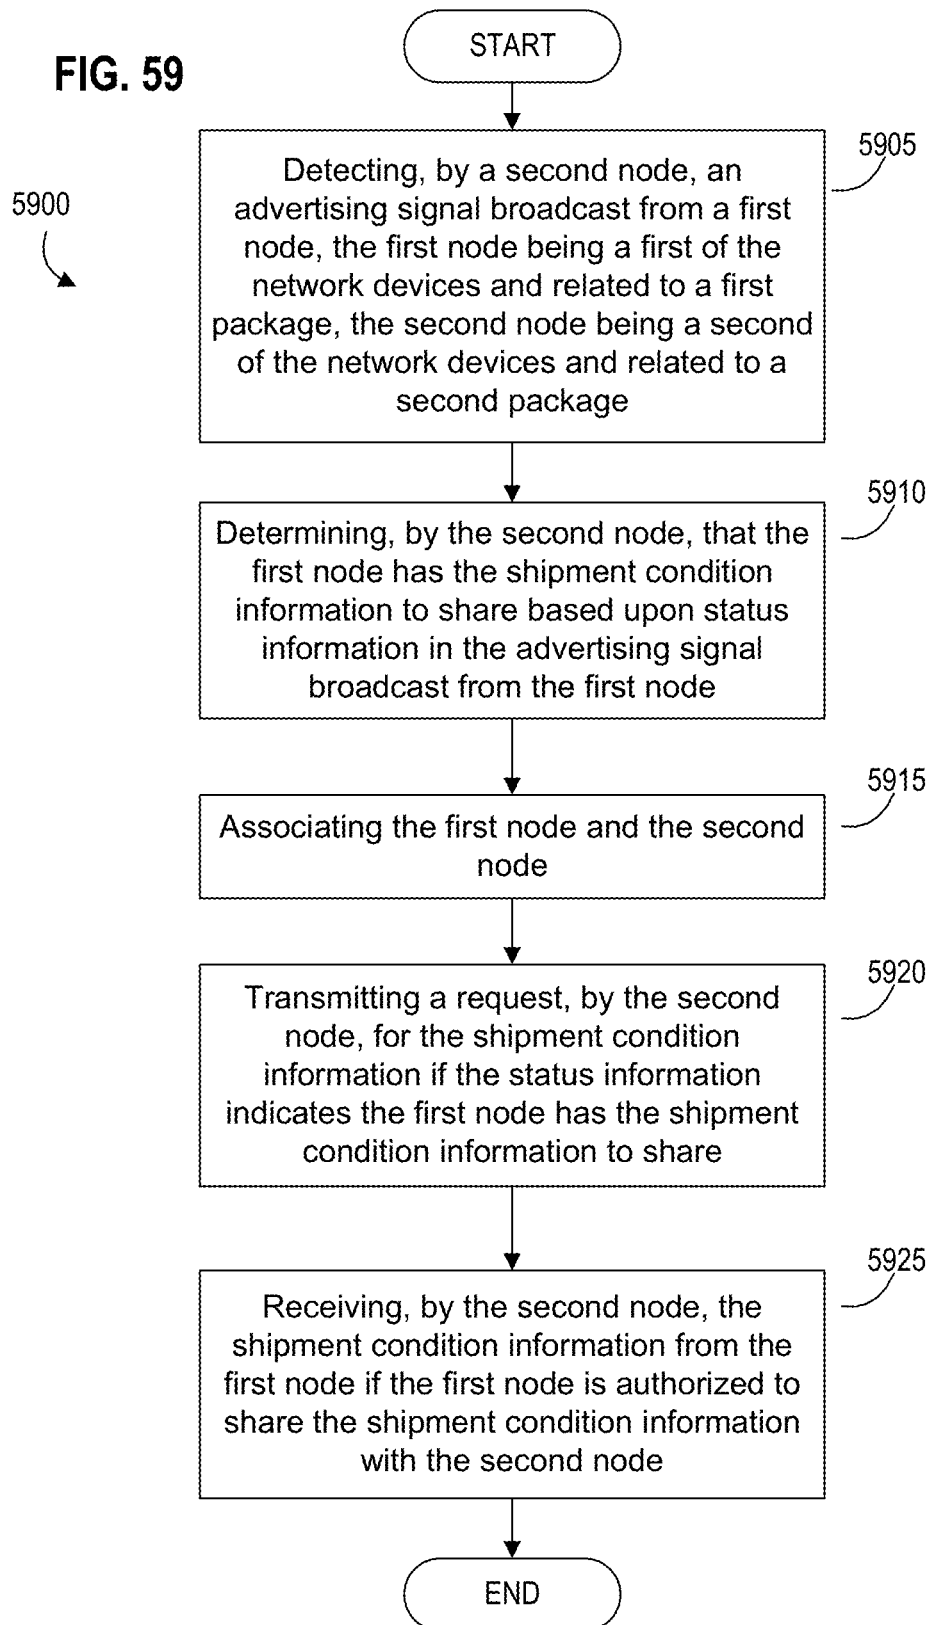 START
FIG. 59
5900
5905
Detecting, by a second node, an
advertising signal broadcast from a first
node, the first node being a first of the
network devices and related to a first
package, the second node being a second
of the network devices and related to a
second package
5910
Determining, by the second node, that the
first node has the shipment condition
information to share based upon status
information in the advertising signal
broadcast from the first node
5915
Associating the first node and the second
node
5920
Transmitting a request, by the second
node, for the shipment condition
information if the status information
indicates the first node has the shipment
condition information to share
5925
Receiving, by the second node, the
shipment condition information from the
first node if the first node is authorized to
share the shipment condition information
with the second node
END